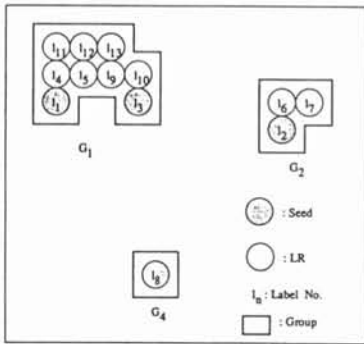 l11 l12 l13
l4 l5 l9 l10
l1 l3
G1
l6 l7
l2
G2
: Seed
: LR
ln : Label No.
: Group
l8
G4